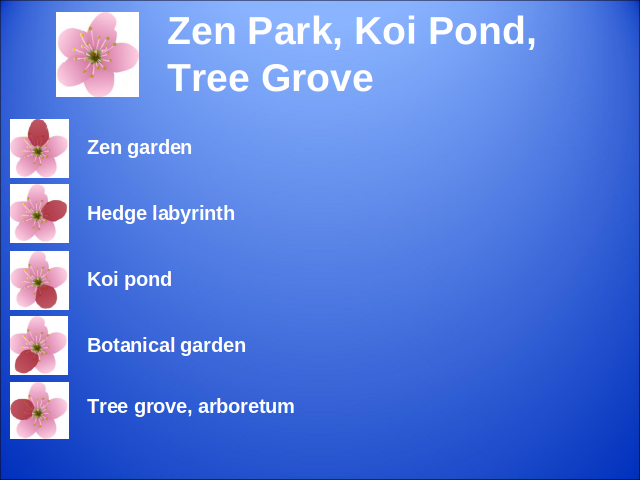 Zen Park, Koi Pond,
Tree Grove
Zen garden
Hedge labyrinth
Koi pond
Botanical garden
Tree grove, arboretum